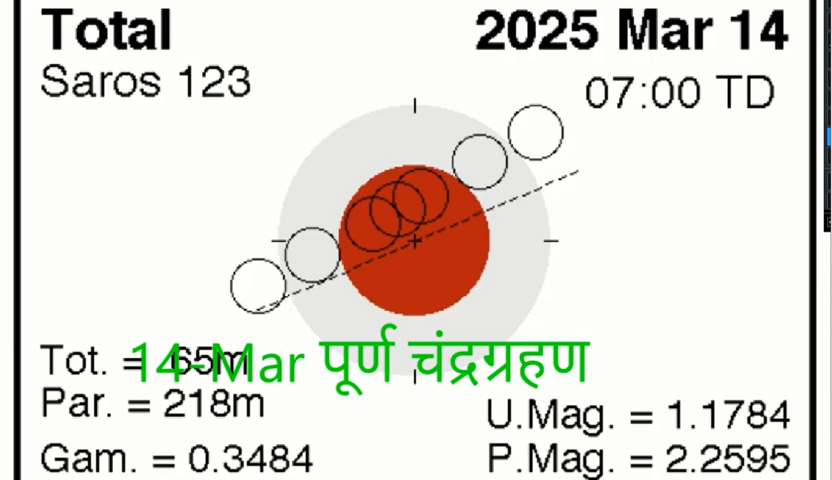 Total 2025 Mar 14
Saros 123 07:00 TD
Tot. = 65m
14-Mar पूर्ण चंद्रग्रहण
Par. = 218m U.Mag. = 1.1784
Gam. = 0.3484 P.Mag. = 2.2595